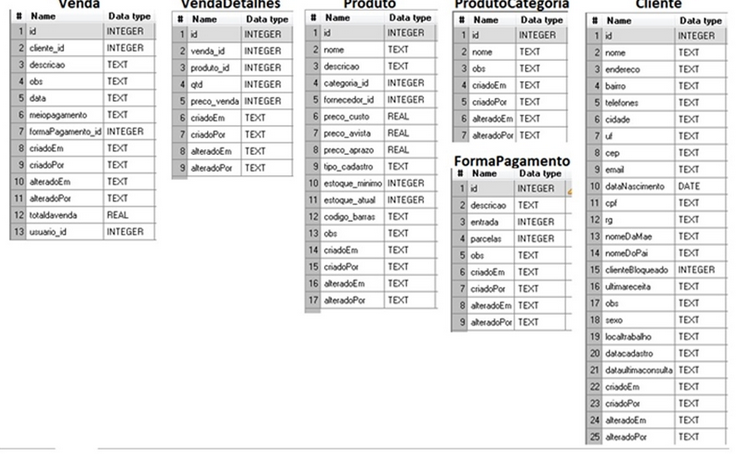 Venda
# Name Data type
1 id INTEGER
2 cliente_id INTEGER
3 descricao TEXT
4 obs TEXT
5 data TEXT
6 meiopagamento TEXT
7 formaPagamento_id INTEGER
8 criadoEm TEXT
9 criadoPor TEXT
10 alteradoEm TEXT
11 alteradoPor TEXT
12 totaldavenda REAL
13 usuario_id INTEGER
VendaDetalhes
# Name Data type
1 id INTEGER
2 venda_id INTEGER
3 produto_id INTEGER
4 qtd INTEGER
5 preco_venda INTEGER
6 criadoEm TEXT
7 criadoPor TEXT
8 alteradoEm TEXT
9 alteradoPor TEXT
Produto
# Name Data type
1 id INTEGER
2 nome TEXT
3 descricao TEXT
4 categoria_id INTEGER
5 fornecedor_id INTEGER
6 preco_custo REAL
7 preco_avista REAL
8 preco_aprazo REAL
9 tipo_cadastro TEXT
10 estoque_minimo INTEGER
11 estoque_atual INTEGER
12 codigo_barras TEXT
13 obs TEXT
14 criadoEm TEXT
15 criadoPor TEXT
16 alteradoEm TEXT
17 alteradoPor TEXT
ProdutoCategoria
# Name Data type
1 id INTEGER
2 nome TEXT
3 obs TEXT
4 criadoEm TEXT
5 criadoPor TEXT
6 alteradoEm TEXT
7 alteradoPor TEXT
FormaPagamento
# Name Data type
1 id INTEGER
2 descricao TEXT
3 entrada INTEGER
4 parcelas INTEGER
5 obs TEXT
6 criadoEm TEXT
7 criadoPor TEXT
8 alteradoEm TEXT
9 alteradoPor TEXT
Cliente
# Name Data type
1 id INTEGER
2 nome TEXT
3 endereco TEXT
4 bairro TEXT
5 telefones TEXT
6 cidade TEXT
7 uf TEXT
8 cep TEXT
9 email TEXT
10 dataNascimento DATE
11 cpf TEXT
12 rg TEXT
13 nomeDaMae TEXT
14 nomeDoPai TEXT
15 clienteBloqueado INTEGER
16 ultimareceita TEXT
17 obs TEXT
18 sexo TEXT
19 localtrabalho TEXT
20 datacadastro TEXT
21 dataultimaconsulta TEXT
22 criadoEm TEXT
23 criadoPor TEXT
24 alteradoEm TEXT
25 alteradoPor TEXT